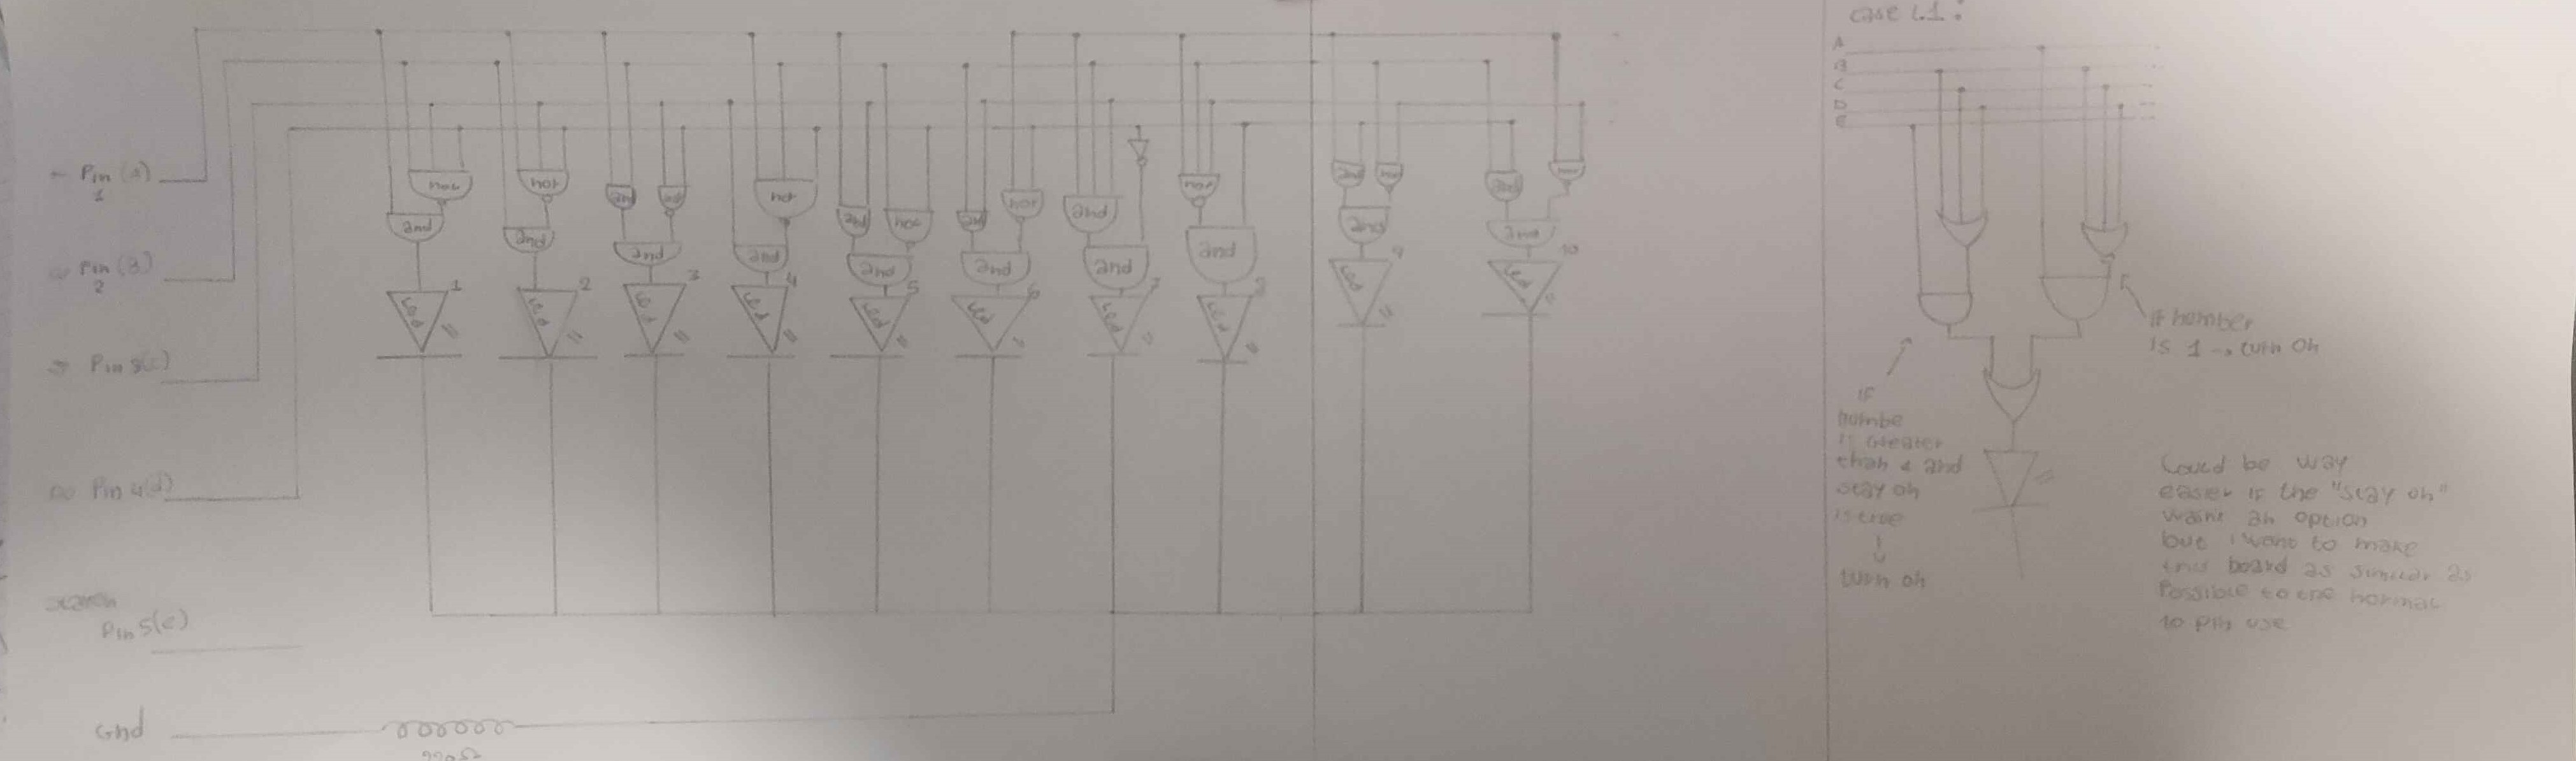 Pin (A)
1
Pin (B)
2
Pin 3(c)
Pin 4(d)
Pin 5(e)
Gnd
220Ω
nor
and
Led
1
nor
and
Led
2
and
nor
and
Led
3
nor
and
Led
4
and
nor
and
Led
5
and
nor
and
Led
6
and
and
Led
7
nor
and
Led
8
and
nor
and
Led
9
and
nor
and
Led
10
case L1:
A
B
C
D
E
if number
is 1 → turn on
IF
numbe
is Greater
than 1 and
stay on
is true
↓
turn on
Could be way
easier if the "stay on"
wasnt an option
but i want to make
this board as similar as
Possible to the normal
10 pin use